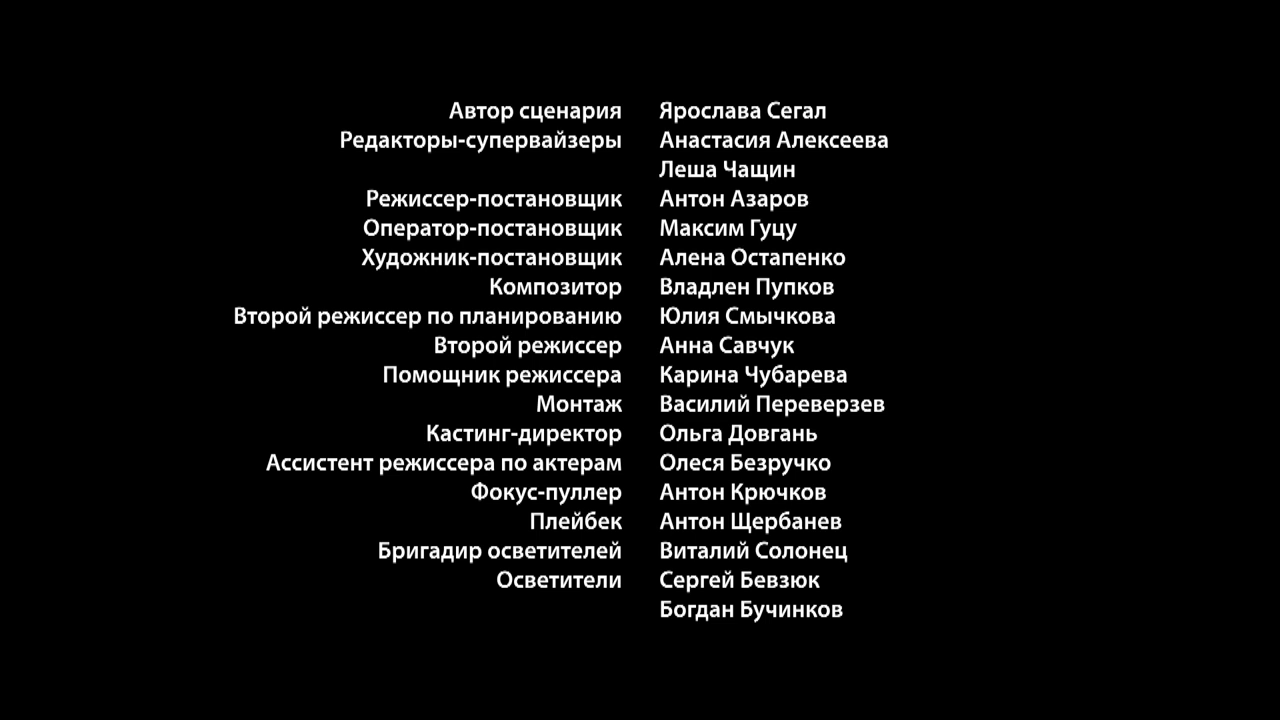 Автор сценария Ярослава Сегал
Редакторы-супервайзеры Анастасия Алексеева
Леша Чащин
Режиссер-постановщик Антон Азаров
Оператор-постановщик Максим Гуцу
Художник-постановщик Алена Остапенко
Композитор Владлен Пупков
Второй режиссер по планированию Юлия Смычкова
Второй режиссер Анна Савчук
Помощник режиссера Карина Чубарева
Монтаж Василий Переверзев
Кастинг-директор Ольга Довгань
Ассистент режиссера по актерам Олеся Безручко
Фокус-пуллер Антон Крючков
Плейбек Антон Щербанев
Бригадир осветителей Виталий Солонец
Осветители Сергей Бевзюк
Богдан Бучинков